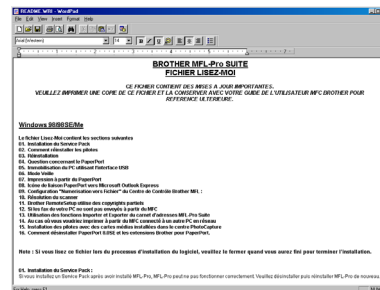 README.WRI - WordPad
File Edit View Insert Format Help
Arial (Western) 14
BROTHER MFL-Pro SUITE
FICHIER LISEZ-MOI
CE FICHIER CONTIENT DES MISES A JOUR IMPORTANTES.
VEUILLEZ IMPRIMER UNE COPIE DE CE FICHIER ET LA CONSERVER AVEC VOTRE GUIDE DE L'UTILISATEUR MFC BROTHER POUR
REFERENCE ULTERIEURE.
Windows 98/98SE/Me
Le fichier Lisez-Moi contient les sections suivantes
01. Installation du Service Pack
02. Comment réinstaller les pilotes
03. Réinstallation
04. Question concernant le PaperPort
05. Immobilisation du PC utilisant l'interface USB
06. Mode Veille
07. Impression à partir du PaperPort
08. Icône de liaison PaperPort vers Microsoft Outlook Express
09. Configuration "Numérisation vers Fichier" du Centre de Contrôle Brother MFL :
10. Résolution du scanner
11. Brother RemoteSetup utilise des copyrights partiels
12. Si les fax de votre PC ne sont pas envoyés à partir du MFC
13. Utilisation des fonctions Importer et Exporter du carnet d'adresses MFL-Pro Suite
14. Au cas où vous voudriez imprimer à partir du MFC connecté à un autre PC en réseau
15. Installation des pilotes avec des cartes médias installées dans le centre PhotoCapture
16. Comment désinstaller PaperPort 8.0SE et les extensions Brother pour PaperPort.
Note : Si vous lisez ce fichier lors du processus d'installation du logiciel, veuillez le fermer quand vous aurez fini pour terminer l'installation.
01. Installation du Service Pack :
Si vous installez un Service Pack après avoir installé MFL-Pro, MFL-Pro peut ne pas fonctionner correctement. Veuillez désinstaller puis réinstaller MFL-Pro de nouveau.